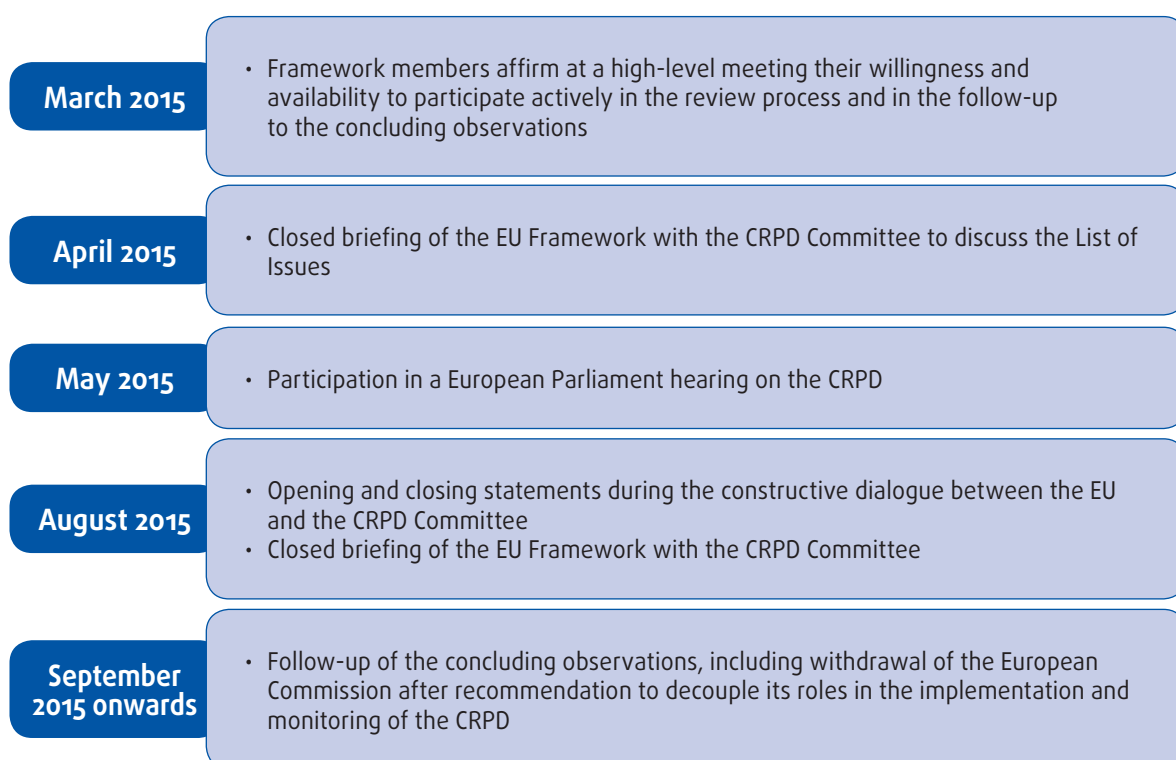 March 2015
• Framework members affirm at a high-level meeting their willingness and
availability to participate actively in the review process and in the follow-up
to the concluding observations
April 2015
• Closed briefing of the EU Framework with the CRPD Committee to discuss the List of
Issues
May 2015
• Participation in a European Parliament hearing on the CRPD
August 2015
• Opening and closing statements during the constructive dialogue between the EU
and the CRPD Committee
• Closed briefing of the EU Framework with the CRPD Committee
September
2015 onwards
• Follow-up of the concluding observations, including withdrawal of the European
Commission after recommendation to decouple its roles in the implementation and
monitoring of the CRPD